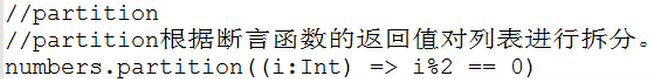 //partition
//partition根据断言函数的返回值对列表进行拆分。
numbers.partition((i:Int) => i%2 == 0)